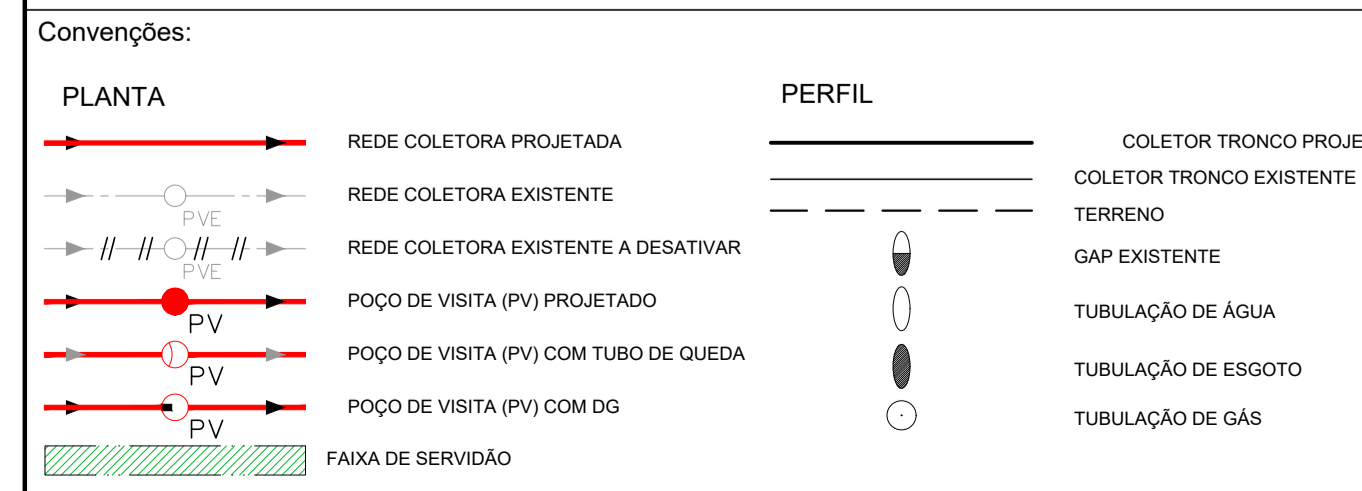 Convenções:
PLANTA
REDE COLETORA PROJETADA
REDE COLETORA EXISTENTE
PVE
REDE COLETORA EXISTENTE A DESATIVAR
PVE
POÇO DE VISITA (PV) PROJETADO
PV
POÇO DE VISITA (PV) COM TUBO DE QUEDA
PV
POÇO DE VISITA (PV) COM DG
PV
FAIXA DE SERVIDÃO
PERFIL
COLETOR TRONCO PROJE
COLETOR TRONCO EXISTENTE
TERRENO
GAP EXISTENTE
TUBULAÇÃO DE ÁGUA
TUBULAÇÃO DE ESGOTO
TUBULAÇÃO DE GÁS